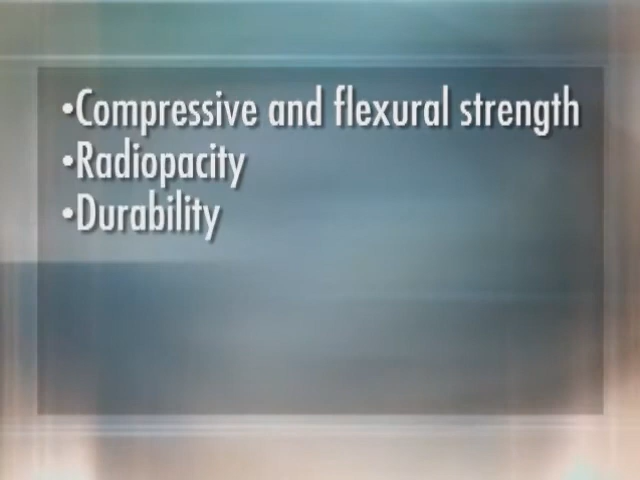 •Compressive and flexural strength
•Radiopacity
•Durability